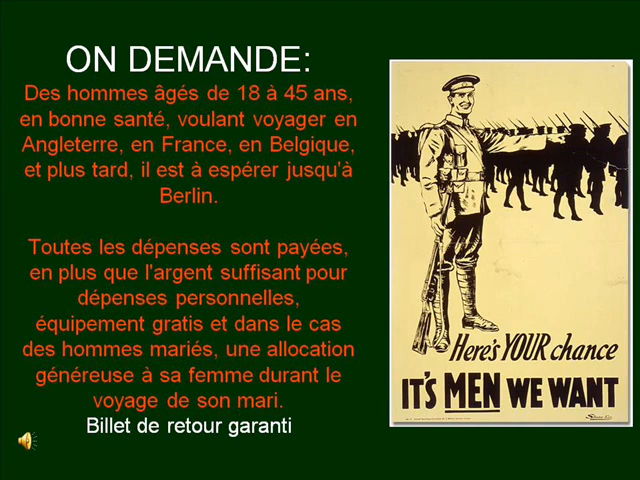 ON DEMANDE:
Des hommes âgés de 18 à 45 ans,
en bonne santé, voulant voyager en
Angleterre, en France, en Belgique,
et plus tard, il est à espérer jusqu'à
Berlin.
Toutes les dépenses sont payées,
en plus que l'argent suffisant pour
dépenses personnelles,
équipement gratis et dans le cas
des hommes mariés, une allocation
généreuse à sa femme durant le
voyage de son mari.
Billet de retour garanti
Here's YOUR chance
IT'S MEN WE WANT